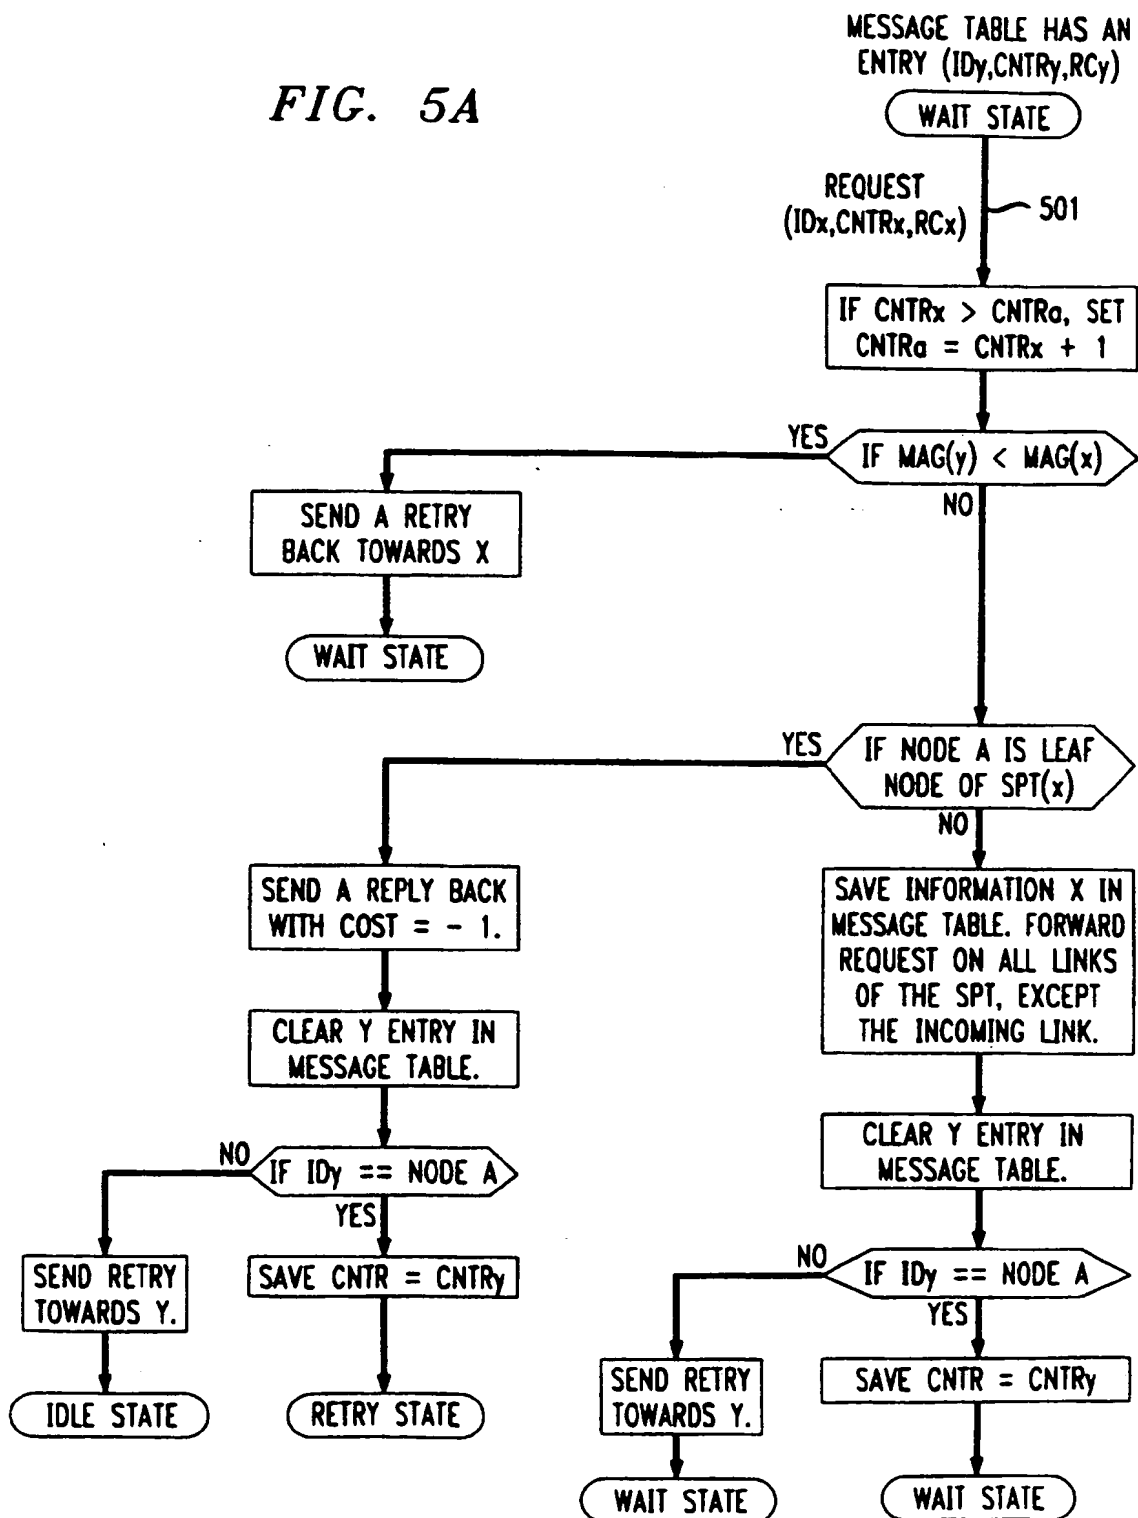 MESSAGE TABLE HAS AN
ENTRY (IDy,CNTRy,RCy)
FIG. 5A
WAIT STATE
REQUEST
(IDx,CNTRx,RCx)
501
IF CNTRx > CNTRa, SET
CNTRa = CNTRx + 1
YES
IF MAG(y) < MAG(x)
NO
SEND A RETRY
BACK TOWARDS X
WAIT STATE
YES
IF NODE A IS LEAF
NODE OF SPT(x)
NO
SEND A REPLY BACK
WITH COST = - 1.
SAVE INFORMATION X IN
MESSAGE TABLE. FORWARD
REQUEST ON ALL LINKS
OF THE SPT, EXCEPT
THE INCOMING LINK.
CLEAR Y ENTRY IN
MESSAGE TABLE.
CLEAR Y ENTRY IN
MESSAGE TABLE.
NO
IF IDy == NODE A
YES
NO
IF IDy == NODE A
YES
SEND RETRY
TOWARDS Y.
SAVE CNTR = CNTRy
SEND RETRY
TOWARDS Y.
SAVE CNTR = CNTRy
IDLE STATE
RETRY STATE
WAIT STATE
WAIT STATE